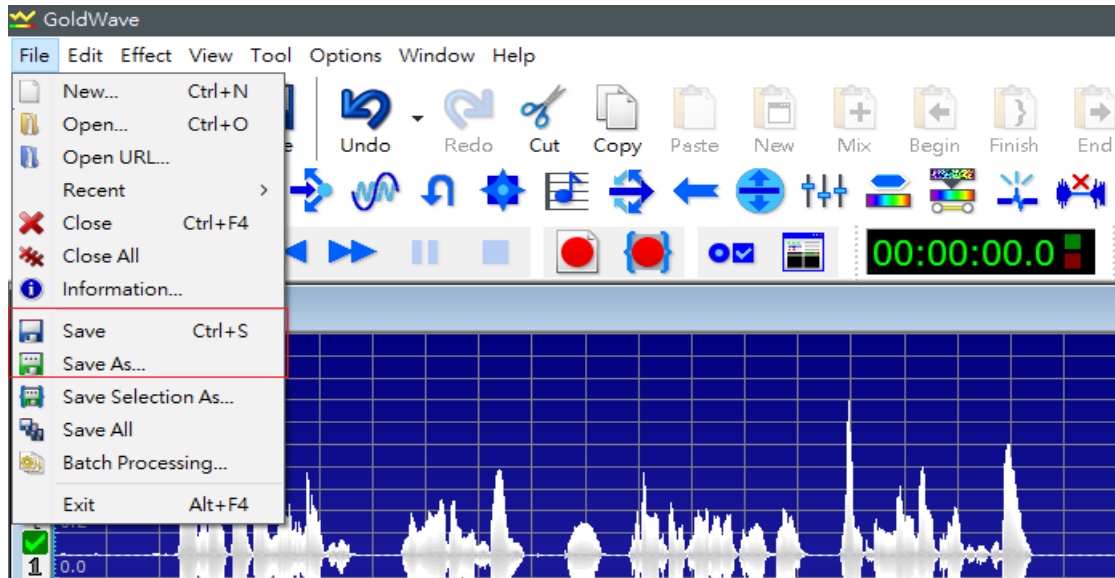 GoldWave
File Edit Effect View Tool Options Window Help
New... Ctrl+N
Open... Ctrl+O
Open URL...
Recent
Close Ctrl+F4
Close All
Information...
Save Ctrl+S
Save As...
Save Selection As...
Save All
Batch Processing...
Exit Alt+F4
Undo Redo Cut Copy Paste New Mix Begin Finish End
00:00:00.0
1 0.0